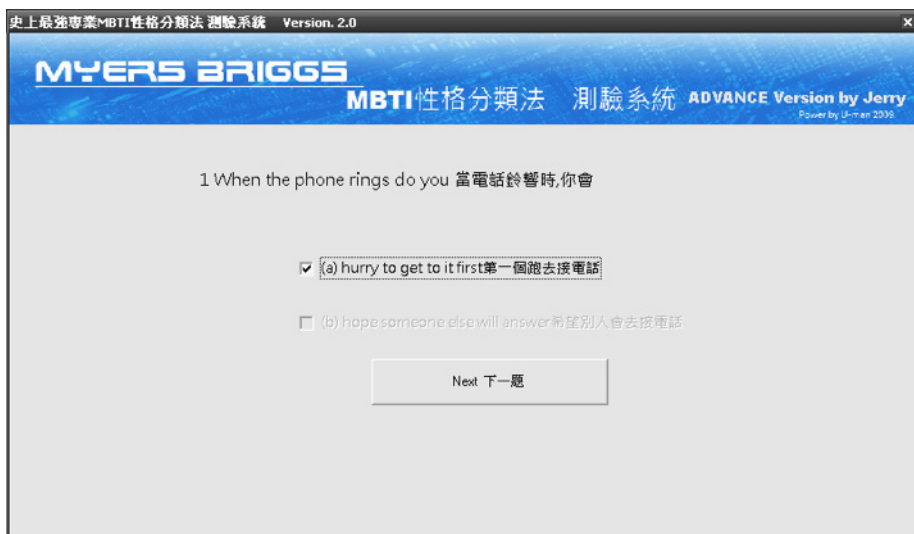 史上最強專業MBTI性格分類法 測驗系統 Version. 2.0
MYERS BRIGGS
MBTI性格分類法 測驗系統 ADVANCE Version by Jerry
Power by U-man 2009
1 When the phone rings do you 當電話鈴響時,你會
(a) hurry to get to it first第一個跑去接電話
(b) hope someone else will answer希望別人會去接電話
Next 下一題